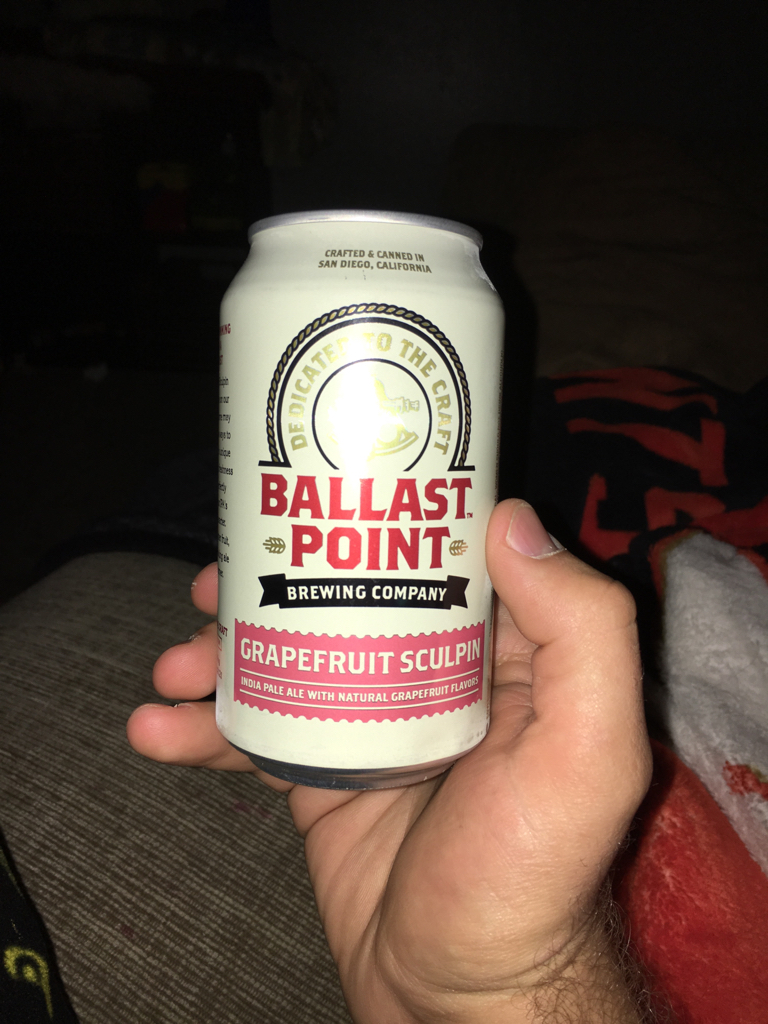 CRAFTED & CANNED IN
SAN DIEGO, CALIFORNIA
DEDICATED TO THE CRAFT
BALLAST
POINT
BREWING COMPANY
GRAPEFRUIT SCULPIN
INDIA PALE ALE WITH NATURAL GRAPEFRUIT FLAVORS